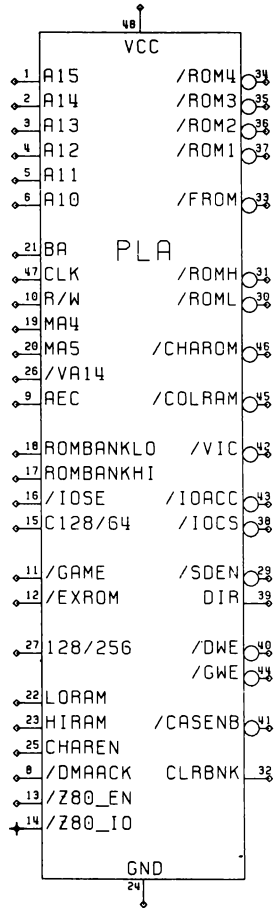 48
VCC
1 A15 /ROM4 34
2 A14 /ROM3 35
3 A13 /ROM2 36
4 A12 /ROM1 37
5 A11
6 A10 /FROM 33
21 BA PLA
47 CLK /ROMH 31
10 R/W /ROML 30
19 MA4
20 MA5 /CHAROM 46
26 /VA14
9 AEC /COLRAM 45
18 ROMBANKLO /VIC 42
17 ROMBANKHI
16 /IOSE /IOACC 43
15 C128/64 /IOCS 38
11 /GAME /SDEN 29
12 /EXROM DIR 39
27 128/256 /DWE 40
/GWE 44
22 LORAM
23 HIRAM /CASENB 41
25 CHAREN
8 /DMAACK CLRBNK 32
13 /Z80_EN
14 /Z80_IO
GND
24